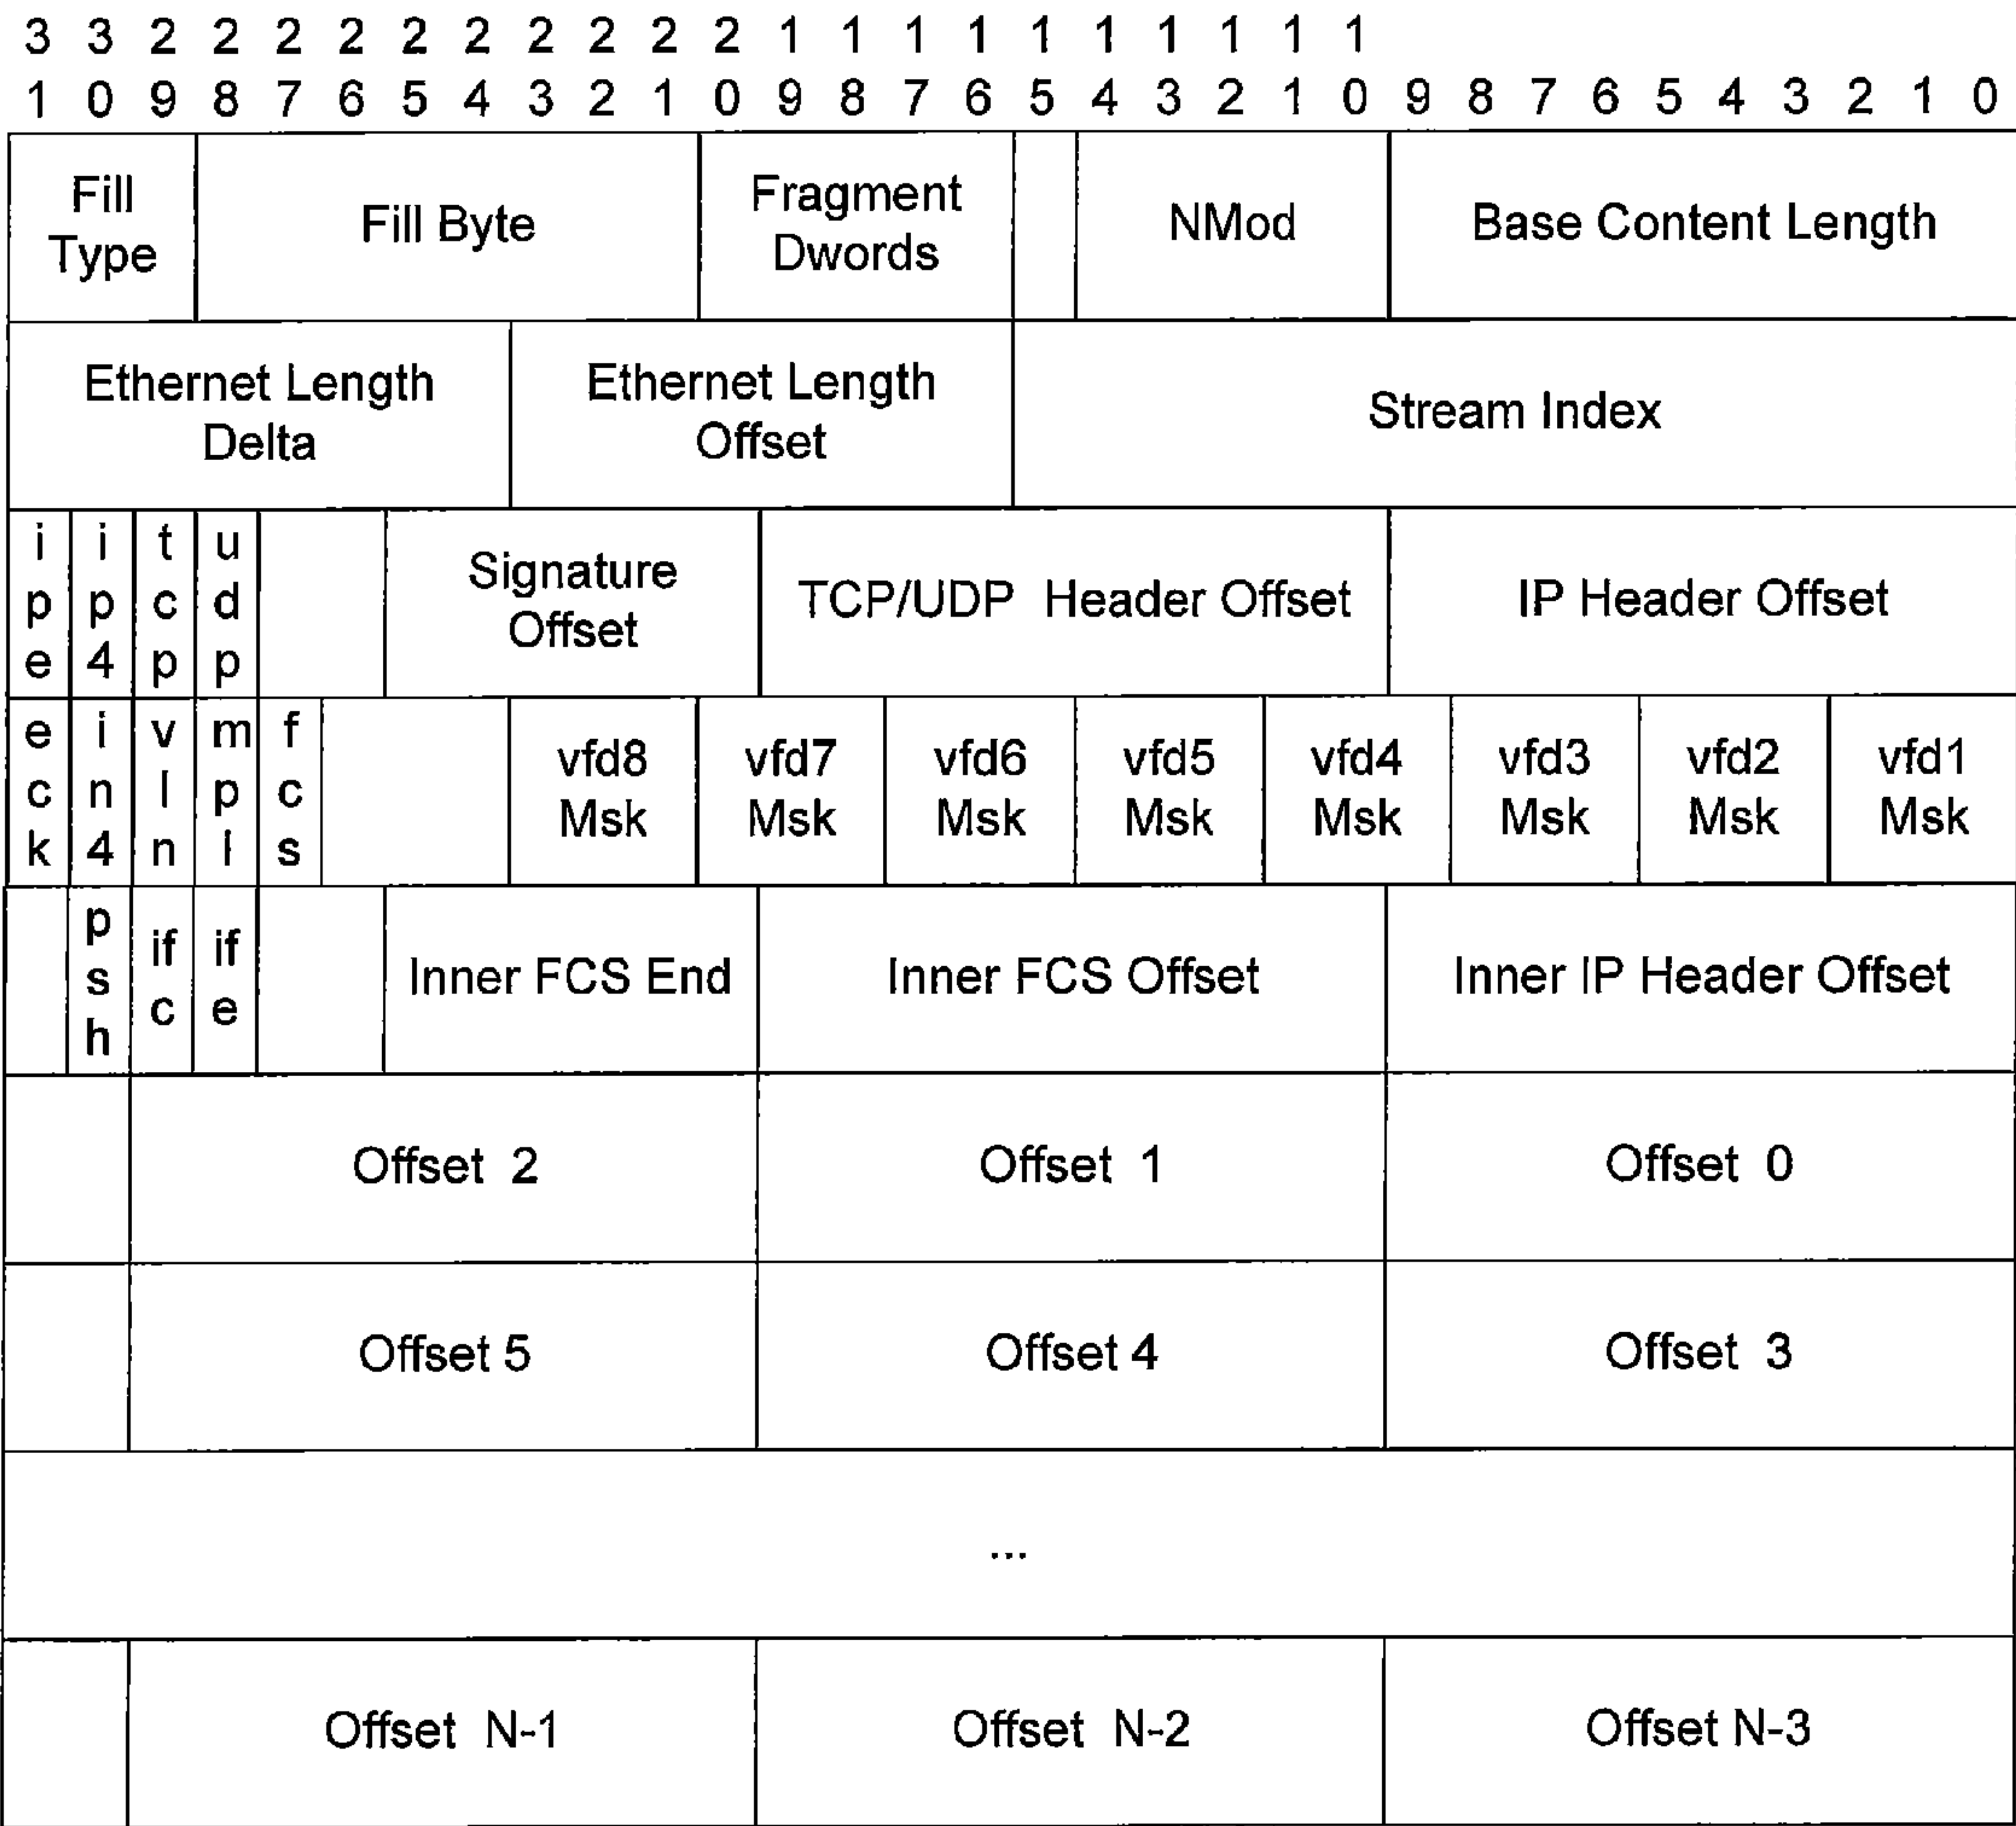 3 3 2 2 2 2 2 2 2 2 2 2 1 1 1 1 1 1 1 1 1 1
1 0 9 8 7 6 5 4 3 2 1 0 9 8 7 6 5 4 3 2 1 0 9 8 7 6 5 4 3 2 1 0
Fill
Type
Fill Byte
Fragment
Dwords
NMod
Base Content Length
Ethernet Length
Delta
Ethernet Length
Offset
Stream Index
ipe
ip4
tcp
udp
Signature
Offset
TCP/UDP Header Offset
IP Header Offset
eck
in4
vln
mpl
fcs
vfd8
Msk
vfd7
Msk
vfd6
Msk
vfd5
Msk
vfd4
Msk
vfd3
Msk
vfd2
Msk
vfd1
Msk
psh
if
c
if
e
Inner FCS End
Inner FCS Offset
Inner IP Header Offset
Offset 2
Offset 1
Offset 0
Offset 5
Offset 4
Offset 3
...
Offset N-1
Offset N-2
Offset N-3